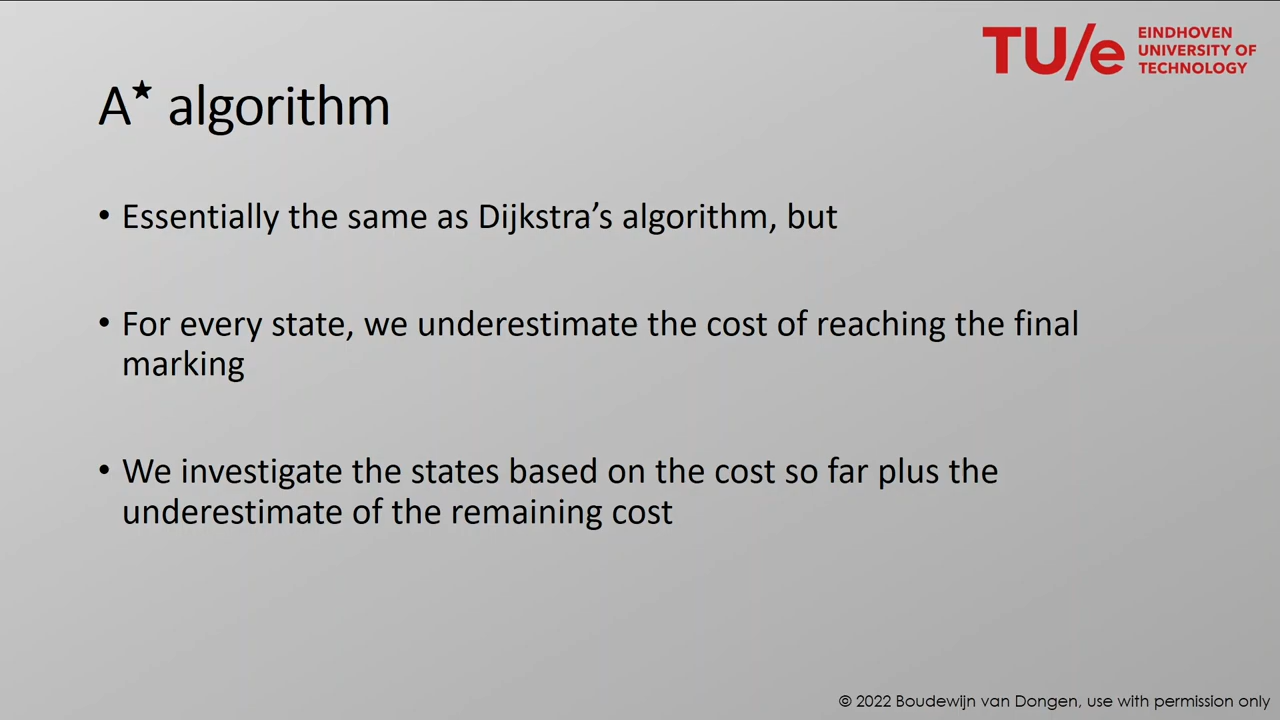 TU/e EINDHOVEN
UNIVERSITY OF
TECHNOLOGY
A★ algorithm
• Essentially the same as Dijkstra’s algorithm, but
• For every state, we underestimate the cost of reaching the final
marking
• We investigate the states based on the cost so far plus the
underestimate of the remaining cost
© 2022 Boudewijn van Dongen, use with permission only